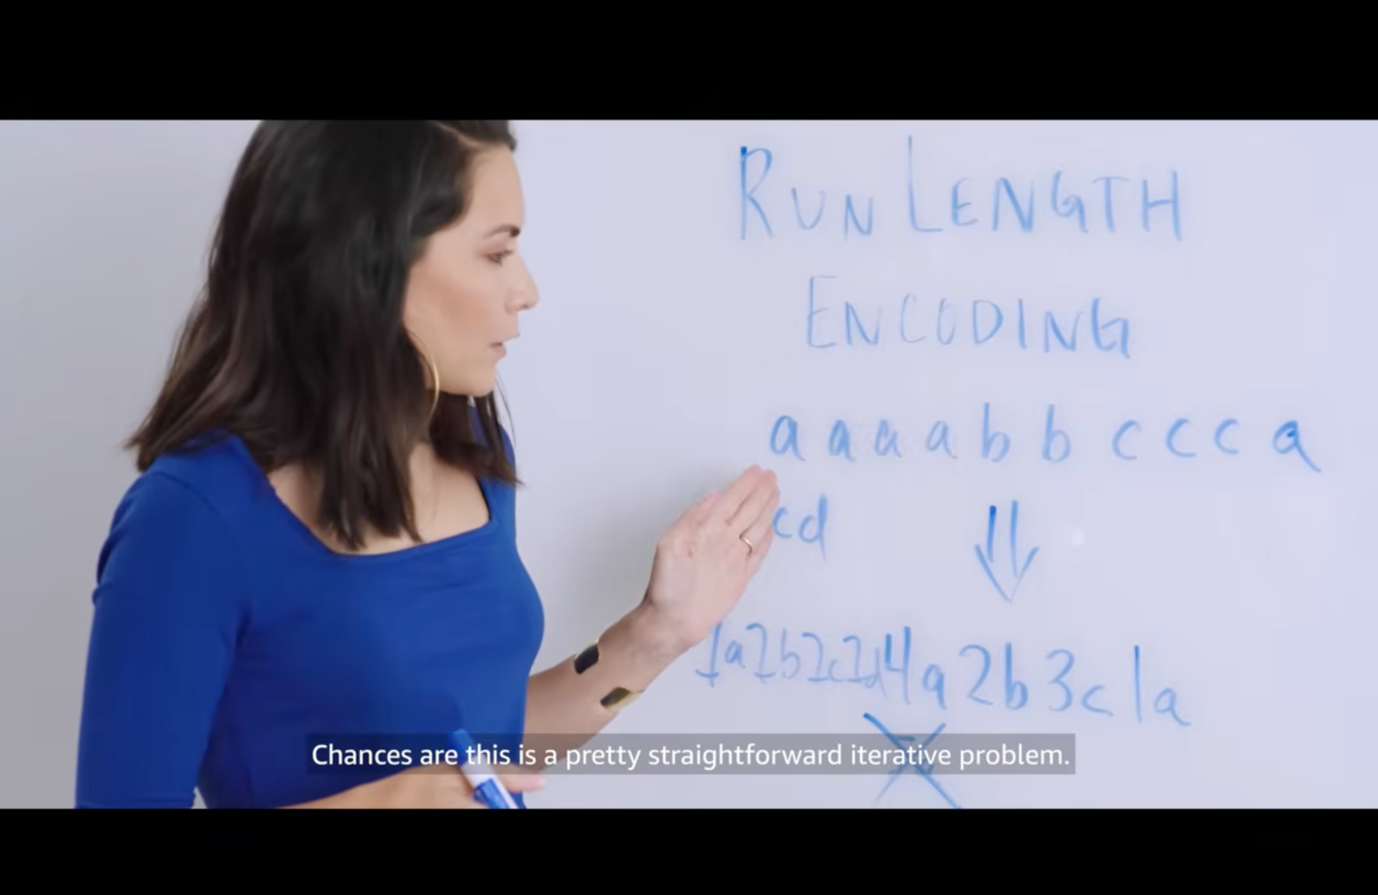 RUN LENGTH
ENCODING
a a a a b b c c c a
cd
4a2b3c1a
Chances are this is a pretty straightforward iterative problem.